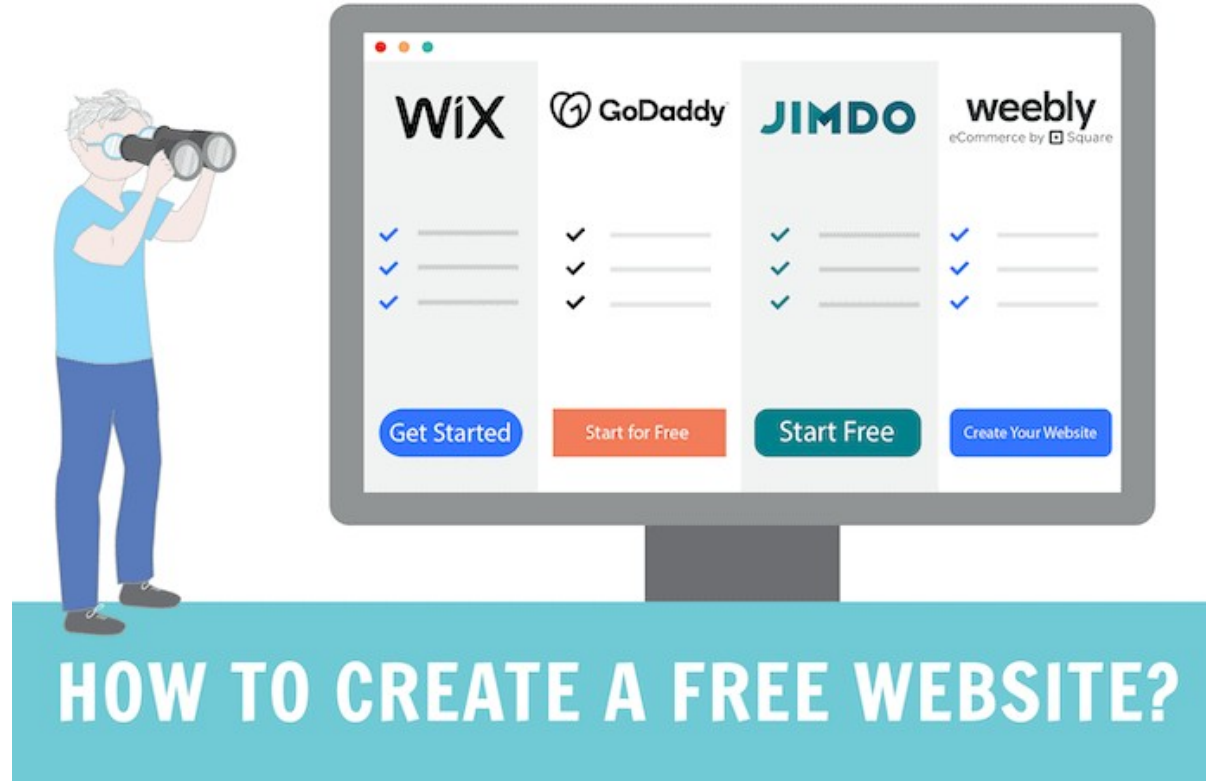 WiX
GoDaddy
JIMDO
weebly
eCommerce by Square
Get Started
Start for Free
Start Free
Create Your Website
HOW TO CREATE A FREE WEBSITE?